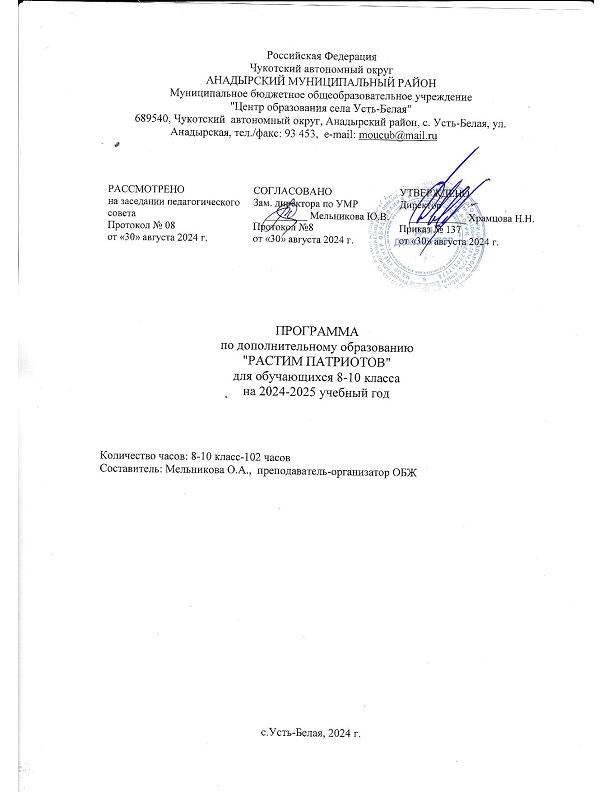 Российская Федерация
Чукотский автономный округ
АНАДЫРСКИЙ МУНИЦИПАЛЬНЫЙ РАЙОН
Муниципальное бюджетное общеобразовательное учреждение
"Центр образования села Усть-Белая"
689540, Чукотский автономный округ, Анадырский район, с. Усть-Белая, ул.
Анадырская, тел./факс: 93 453, e-mail: moucub@mail.ru
РАССМОТРЕНО
на заседании педагогического
совета
Протокол № 08
от «30» августа 2024 г.
СОГЛАСОВАНО
Зам. директора по УМР
Мельникова Ю.В.
Протокол №8
от «30» августа 2024 г.
УТВЕРЖДЕНО
Директор
Храмцова Н.Н.
Приказ № 137
от «30» августа 2024 г.
ПРОГРАММА
по дополнительному образованию
"РАСТИМ ПАТРИОТОВ"
для обучающихся 8-10 класса
на 2024-2025 учебный год
Количество часов: 8-10 класс-102 часов
Составитель: Мельникова О.А., преподаватель-организатор ОБЖ
с.Усть-Белая, 2024 г.